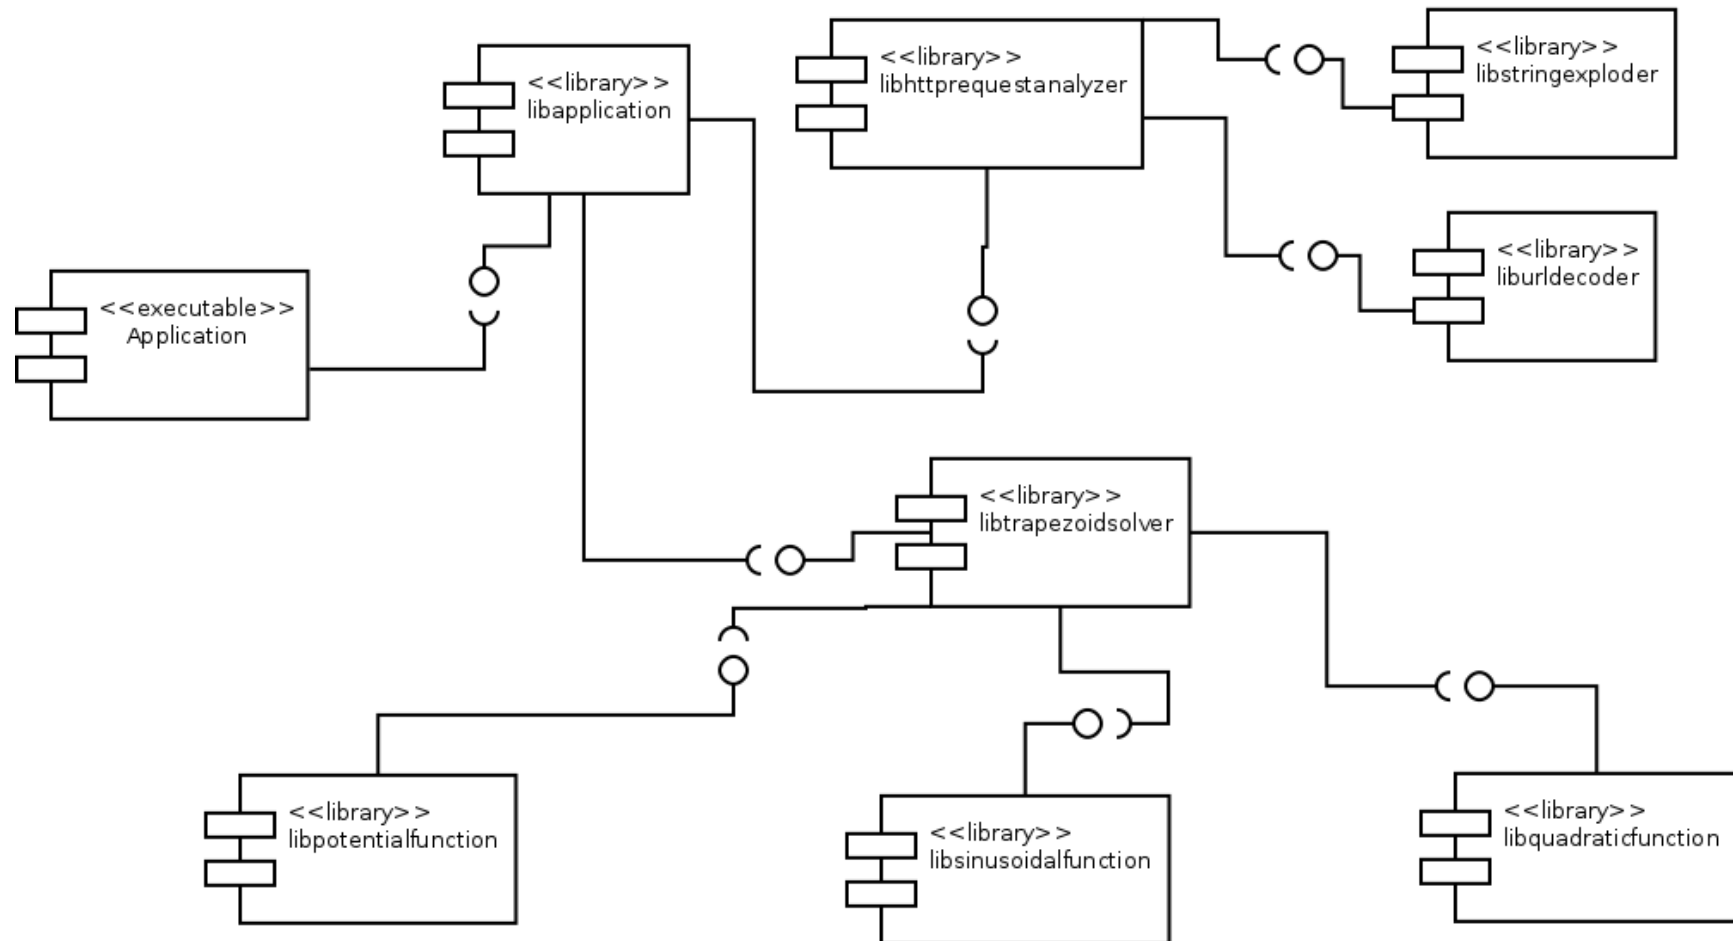 <<library>>
libapplication
<<library>>
libhttprequestanalyzer
<<library>>
libstringexploder
<<library>>
liburldecoder
<<executable>>
Application
<<library>>
libtrapezoidsolver
<<library>>
libpotentialfunction
<<library>>
libsinusoidalfunction
<<library>>
libquadraticfunction